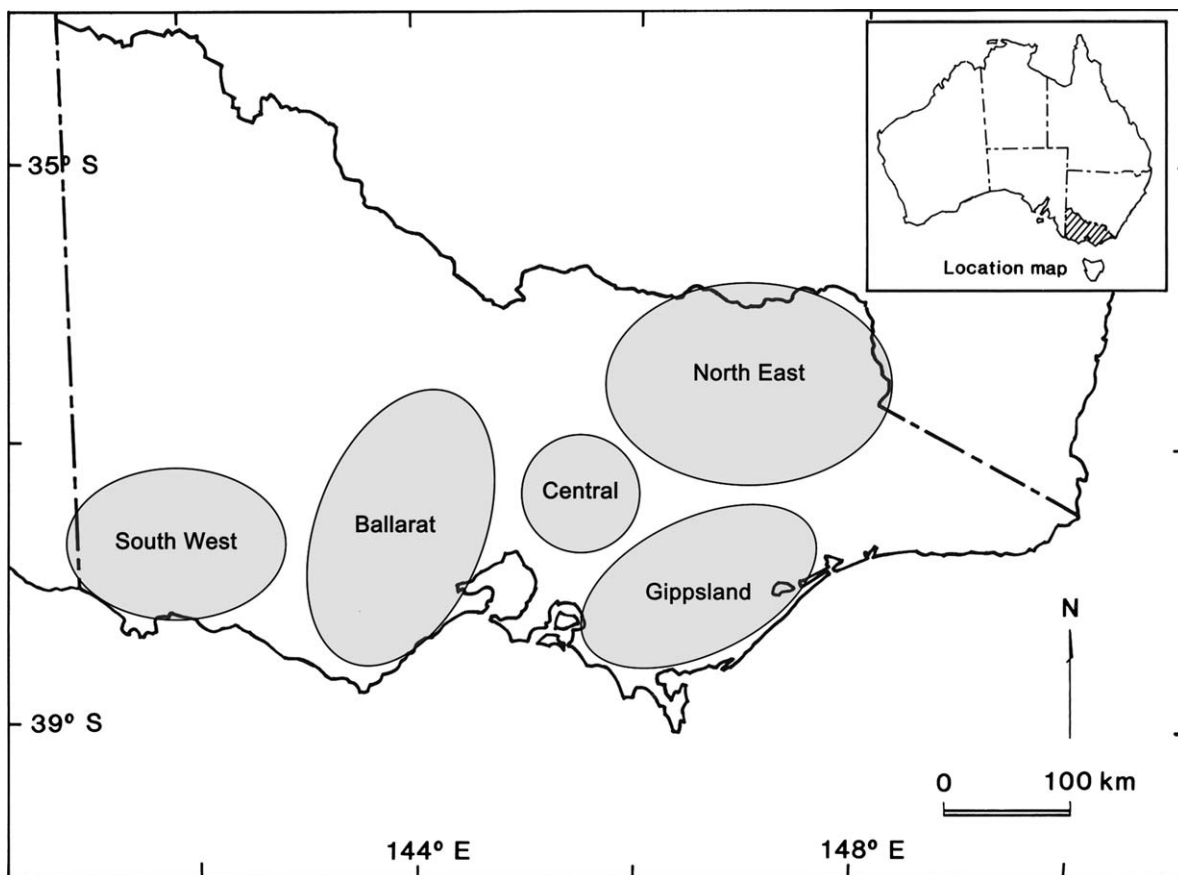 Location map
35° S
North East
Central
Ballarat
South West
Gippsland
N
39° S
0 100 km
144° E 148° E